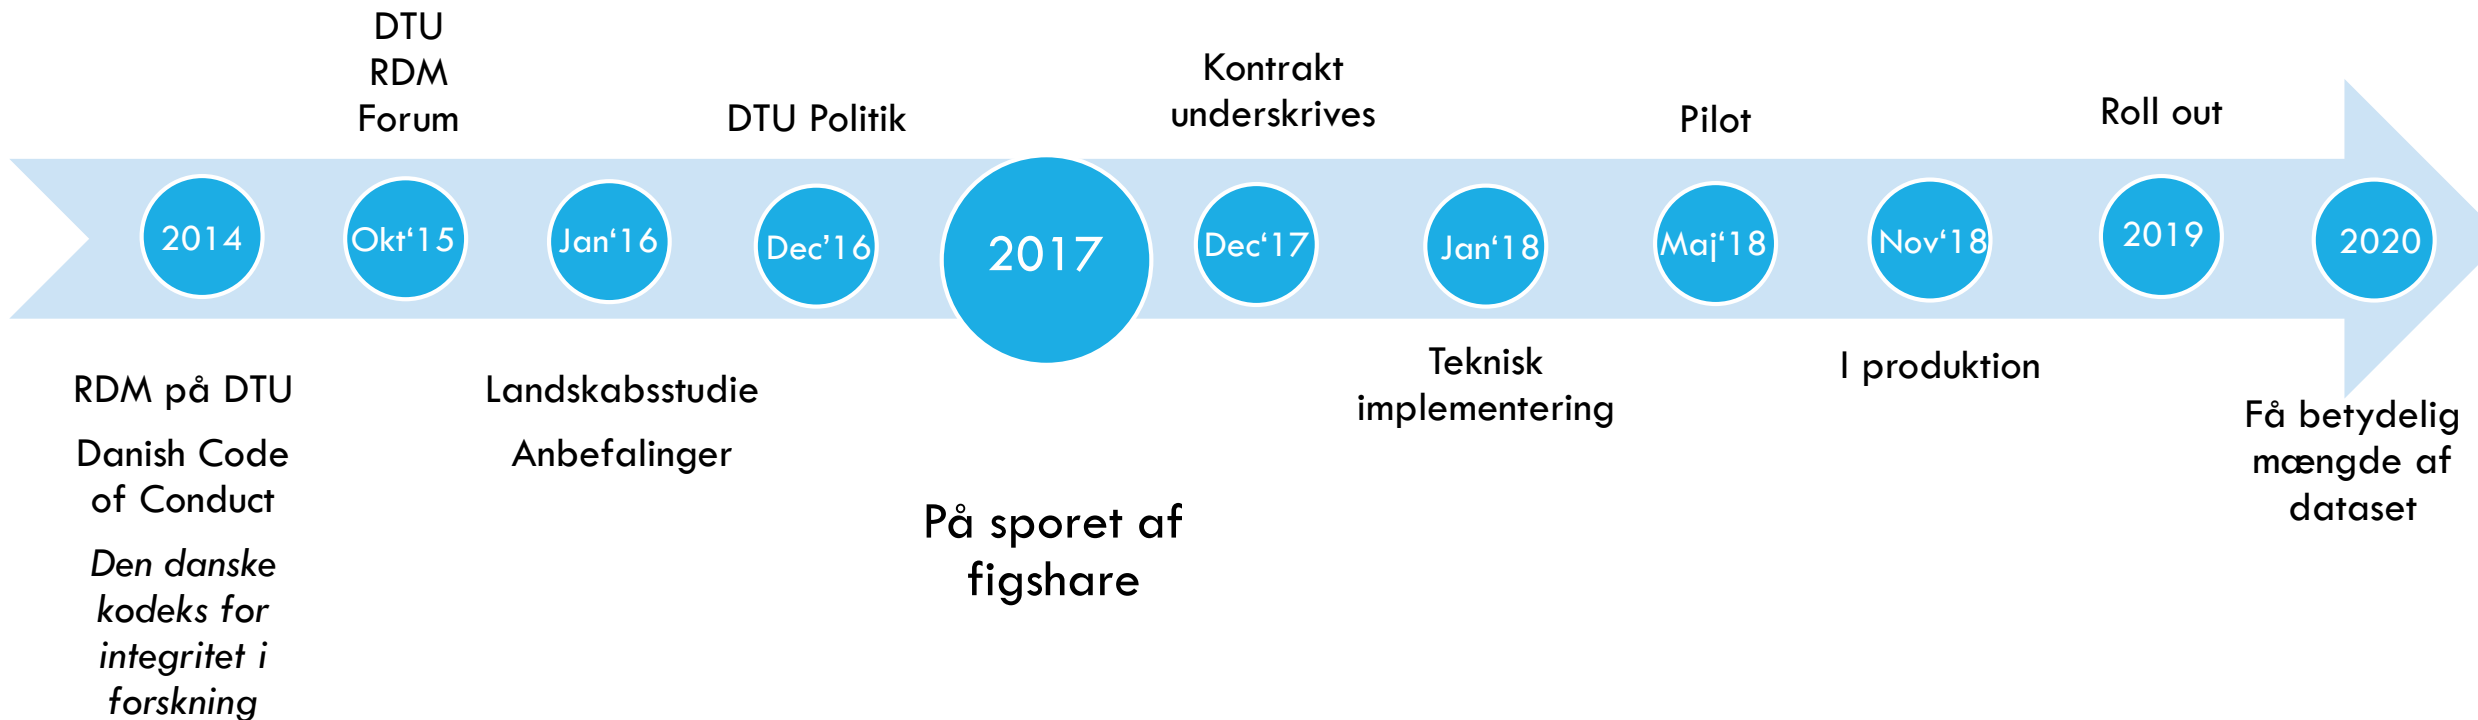 DTU
RDM
Forum
DTU Politik
Kontrakt
underskrives
Pilot
Roll out
2014
Okt‘15
Jan‘16
Dec’16
2017
Dec‘17
Jan‘18
Maj‘18
Nov‘18
2019
2020
RDM på DTU
Danish Code
of Conduct
Den danske
kodeks for
integritet i
forskning
Landskabsstudie
Anbefalinger
På sporet af
figshare
Teknisk
implementering
I produktion
Få betydelig
mængde af
dataset